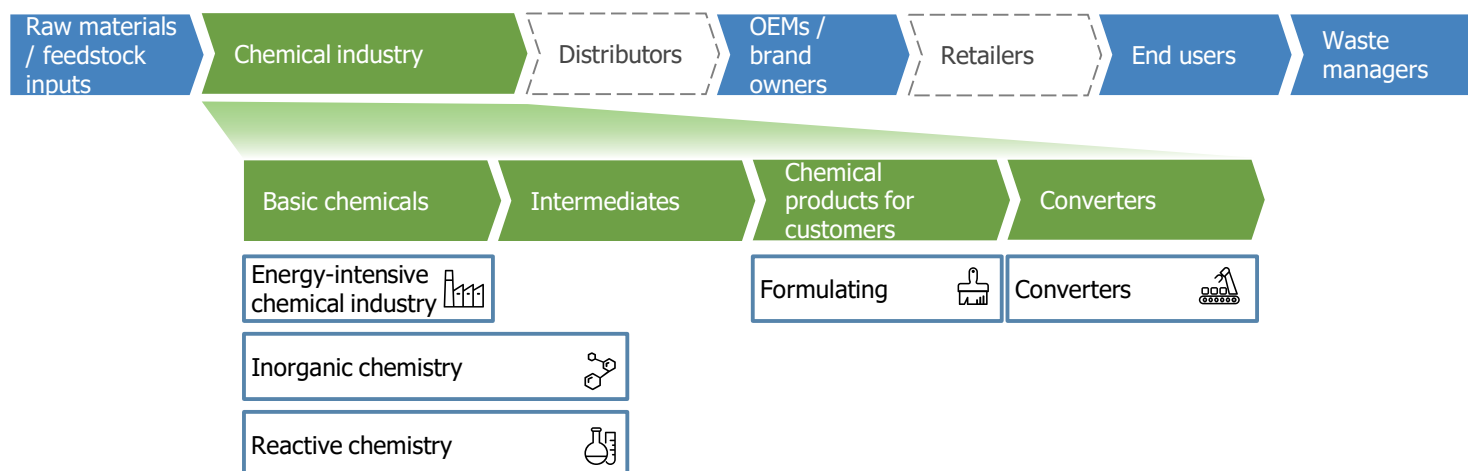 Raw materials
/ feedstock
inputs
Chemical industry
Distributors
OEMs /
brand
owners
Retailers
End users
Waste
managers
Basic chemicals
Intermediates
Chemical
products for
customers
Converters
Energy-intensive
chemical industry
Formulating
Converters
Inorganic chemistry
Reactive chemistry